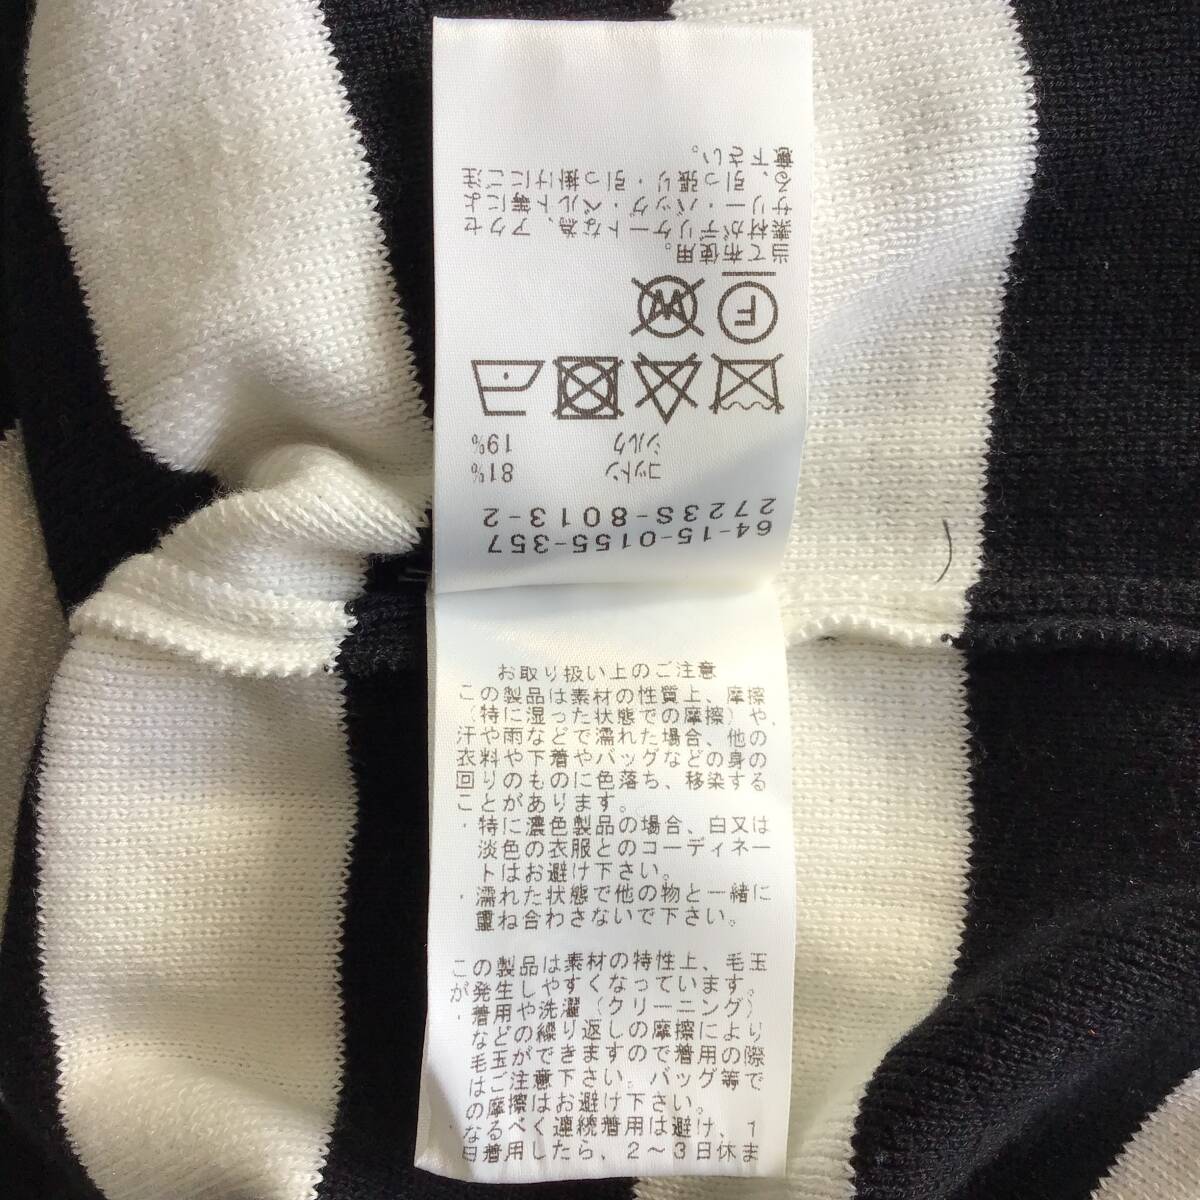 64-15-0155-357
2723S-8013-2
コットン 81%
シルク 19%
F
W
当て布使用。
素材がデリケートな為、アクセ
サリー・バッグ・ベルト等によ
る、引っ張り・引っ掛けにご注
意下さい。
お取り扱い上のご注意
この製品は素材の性質上、摩擦
（特に湿った状態での摩擦）や、
汗や雨などで濡れた場合、他の
衣料や下着やバッグなどの身の
回りのものに色落ち、移染する
ことがあります。
・特に濃色製品の場合、白又は
淡色の衣服とのコーディネー
トはお避け下さい。
・濡れた状態で他の物と一緒に
重ね合わさないで下さい。
この製品は素材の特性上、毛玉
が発生しやすくなっています。
・着用や洗濯（クリーニング）
などの繰り返しの摩擦により
毛玉ができますので着用の際
はご注意下さい。バッグ等で
の摩擦はお避け下さい。
・なるべく連続着用は避け、1
日着用したら、2～3日休ま